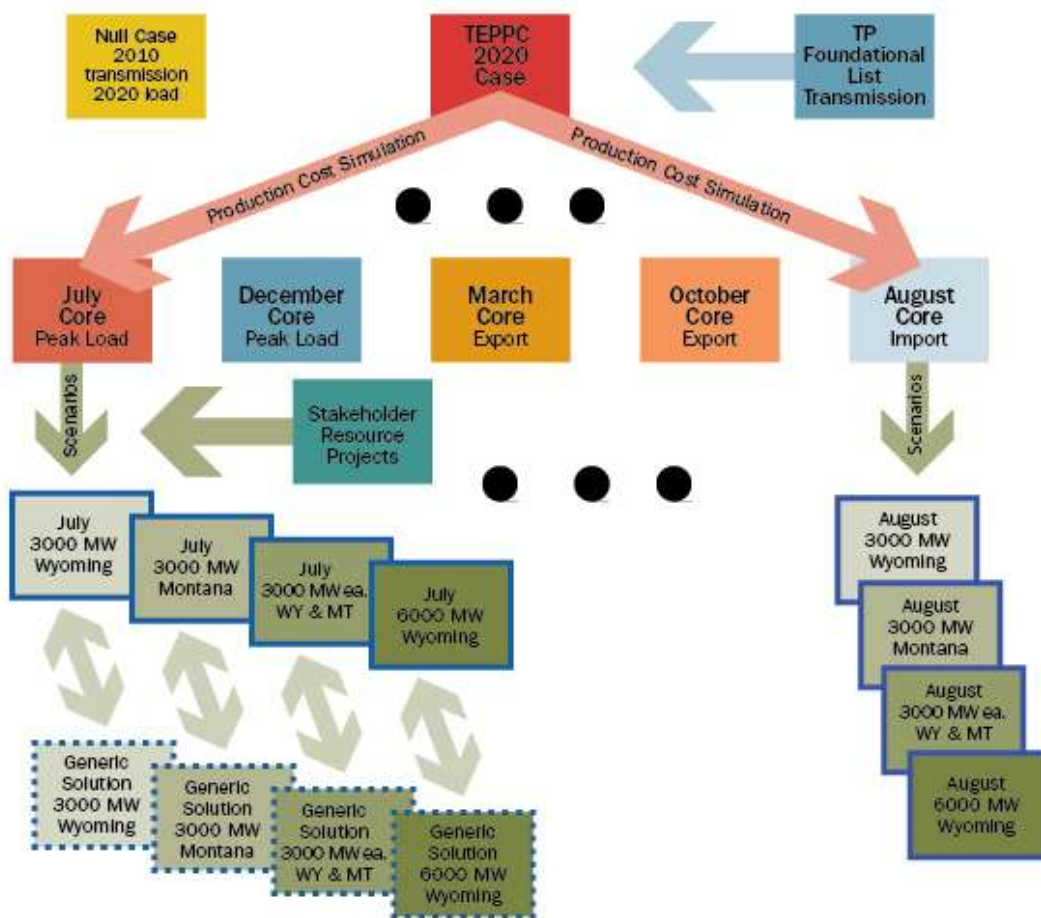 Null Case
2010
transmission
2020 load
TEPPC
2020
Case
TP
Foundational
List
Transmission
Production Cost Simulation
Production Cost Simulation
July
Core
Peak Load
December
Core
Peak Load
March
Core
Export
October
Core
Export
August
Core
Import
Scenarios
Stakeholder
Resource
Projects
Scenarios
July
3000 MW
Wyoming
July
3000 MW
Montana
July
3000 MW ea.
WY & MT
July
6000 MW
Wyoming
August
3000 MW
Wyoming
August
3000 MW
Montana
August
3000 MW ea.
WY & MT
August
6000 MW
Wyoming
Generic
Solution
3000 MW
Wyoming
Generic
Solution
3000 MW
Montana
Generic
Solution
3000 MW ea.
WY & MT
Generic
Solution
6000 MW
Wyoming